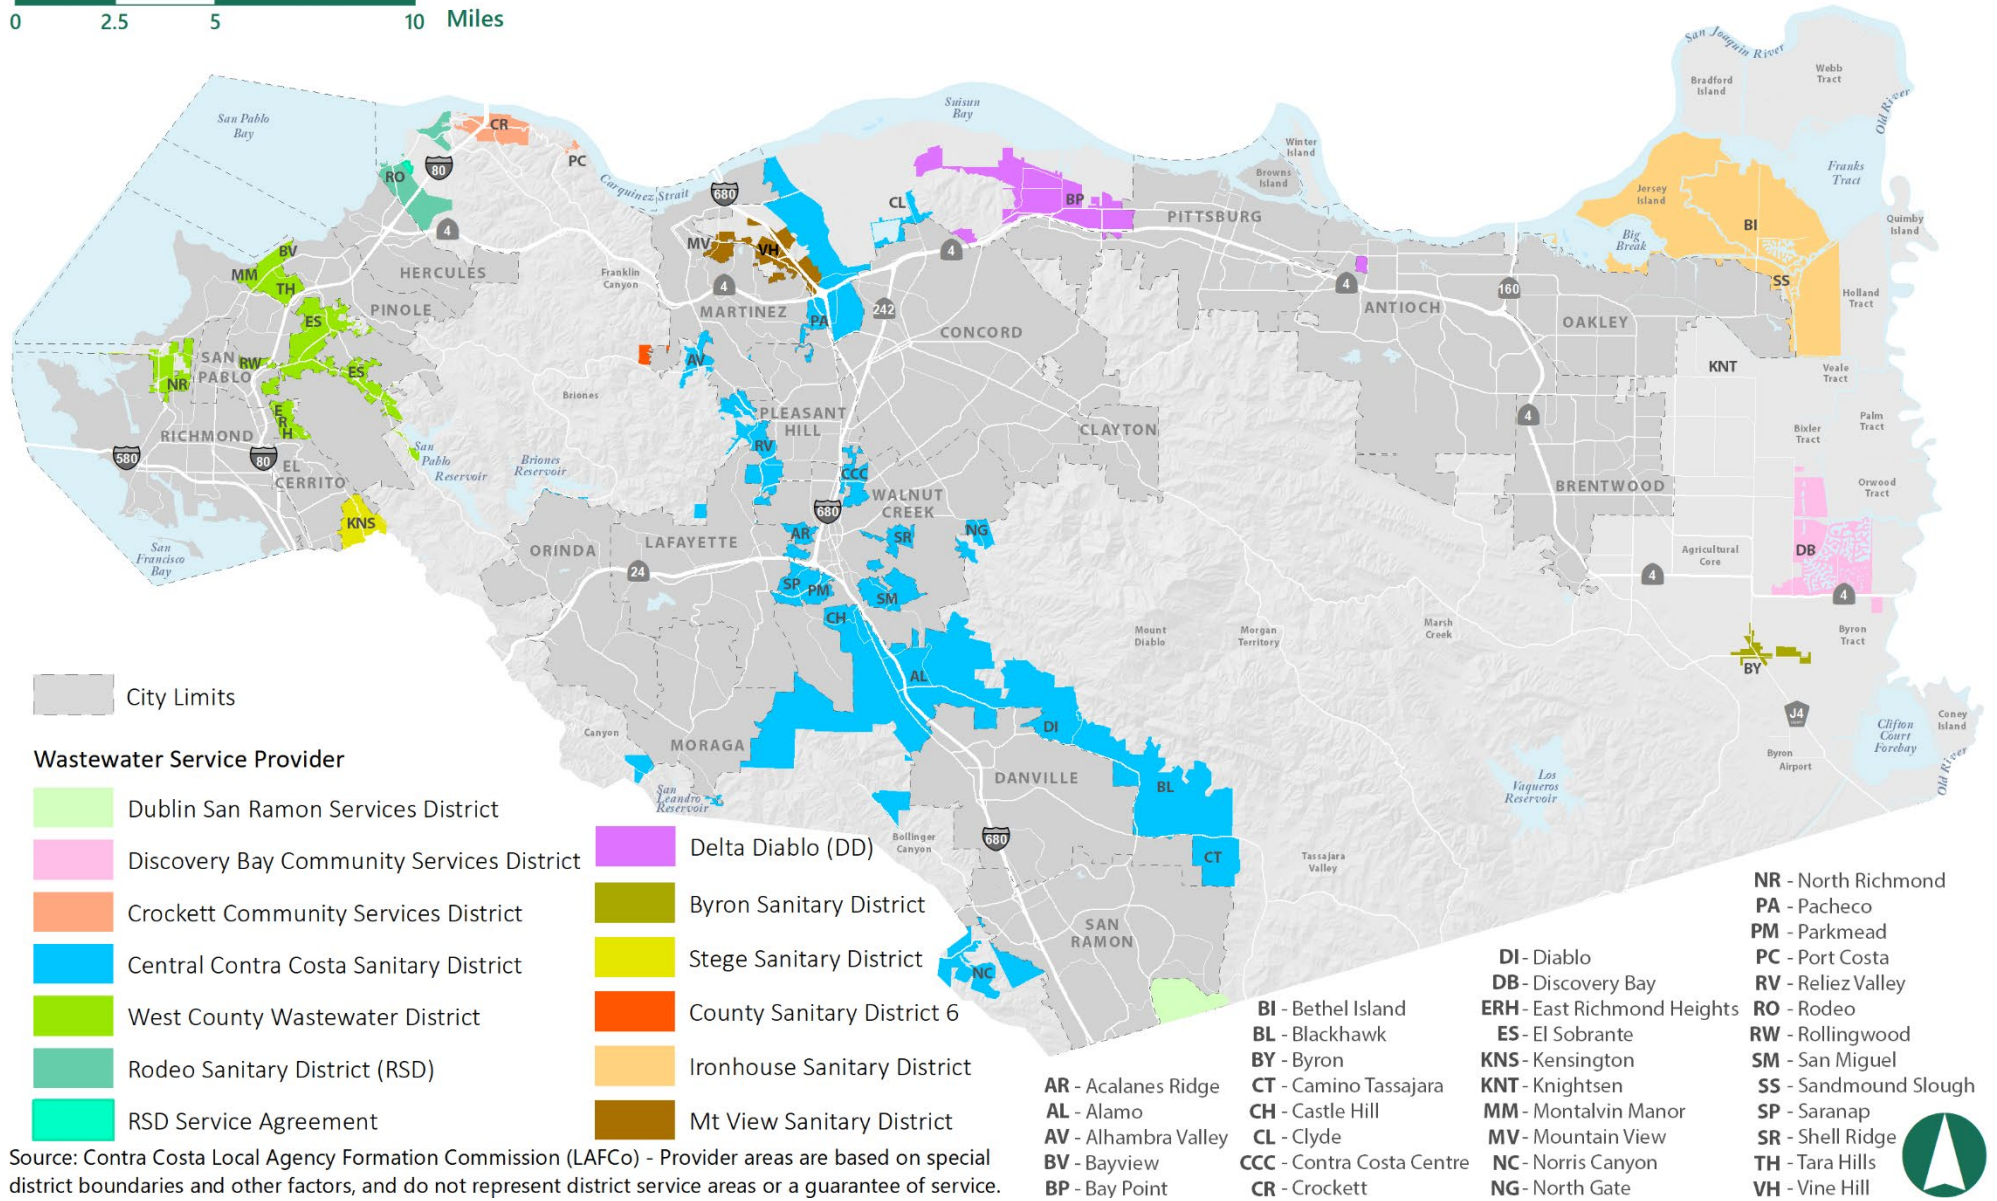 0 2.5 5 10 Miles
San Joaquin River
Webb
Tract
Bradford
Island
Old River
San Pablo
Bay
Suisun
Bay
CR
PC
80
RO
Carquinez Strait
680
Winter
Island
Browns
Island
Franks
Tract
Jersey
Island
CL
BP
PITTSBURG
BI
Quimby
Island
4
MV
VH
4
Big
Break
BV
MM
TH
HERCULES
Franklin
Canyon
4
MARTINEZ
4
ANTIOCH
160
SS
Holland
Tract
PINOLE
ES
PA
242
CONCORD
OAKLEY
SAN
PABLO
RW
ES
NR
AV
KNT
Veale
Tract
Briones
E
R
H
RICHMOND
PLEASANT
HILL
CLAYTON
4
Palm
Tract
Bixler
Tract
580
80
San
Pablo
Reservoir
Briones
Reservoir
RV
EL
CERRITO
CCC
WALNUT
CREEK
BRENTWOOD
Orwood
Tract
KNS
680
San
Francisco
Bay
ORINDA
LAFAYETTE
AR
SR
NG
Agricultural
Core
DB
24
SP
PM
SM
4
4
CH
Mount
Diablo
Morgan
Territory
Marsh
Creek
Byron
Tract
BY
AL
City Limits
Canyon
MORAGA
DI
J4
Clifton
Court
Forebay
Coney
Island
Byron
Airport
Old River
DANVILLE
BL
Los
Vaqueros
Reservoir
San
Leandro
Reservoir
Bollinger
Canyon
680
CT
Tassajara
Valley
SAN
RAMON
NC
Wastewater Service Provider
Dublin San Ramon Services District
Discovery Bay Community Services District
Crockett Community Services District
Central Contra Costa Sanitary District
West County Wastewater District
Rodeo Sanitary District (RSD)
RSD Service Agreement
Delta Diablo (DD)
Byron Sanitary District
Stege Sanitary District
County Sanitary District 6
Ironhouse Sanitary District
Mt View Sanitary District
AR - Acalanes Ridge
AL - Alamo
AV - Alhambra Valley
BV - Bayview
BP - Bay Point
BI - Bethel Island
BL - Blackhawk
BY - Byron
CT - Camino Tassajara
CH - Castle Hill
CL - Clyde
CCC - Contra Costa Centre
CR - Crockett
DI - Diablo
DB - Discovery Bay
ERH - East Richmond Heights
ES - El Sobrante
KNS - Kensington
KNT - Knightsen
MM - Montalvin Manor
MV - Mountain View
NC - Norris Canyon
NG - North Gate
NR - North Richmond
PA - Pacheco
PM - Parkmead
PC - Port Costa
RV - Reliez Valley
RO - Rodeo
RW - Rollingwood
SM - San Miguel
SS - Sandmound Slough
SP - Saranap
SR - Shell Ridge
TH - Tara Hills
VH - Vine Hill
Source: Contra Costa Local Agency Formation Commission (LAFCo) - Provider areas are based on special
district boundaries and other factors, and do not represent district service areas or a guarantee of service.